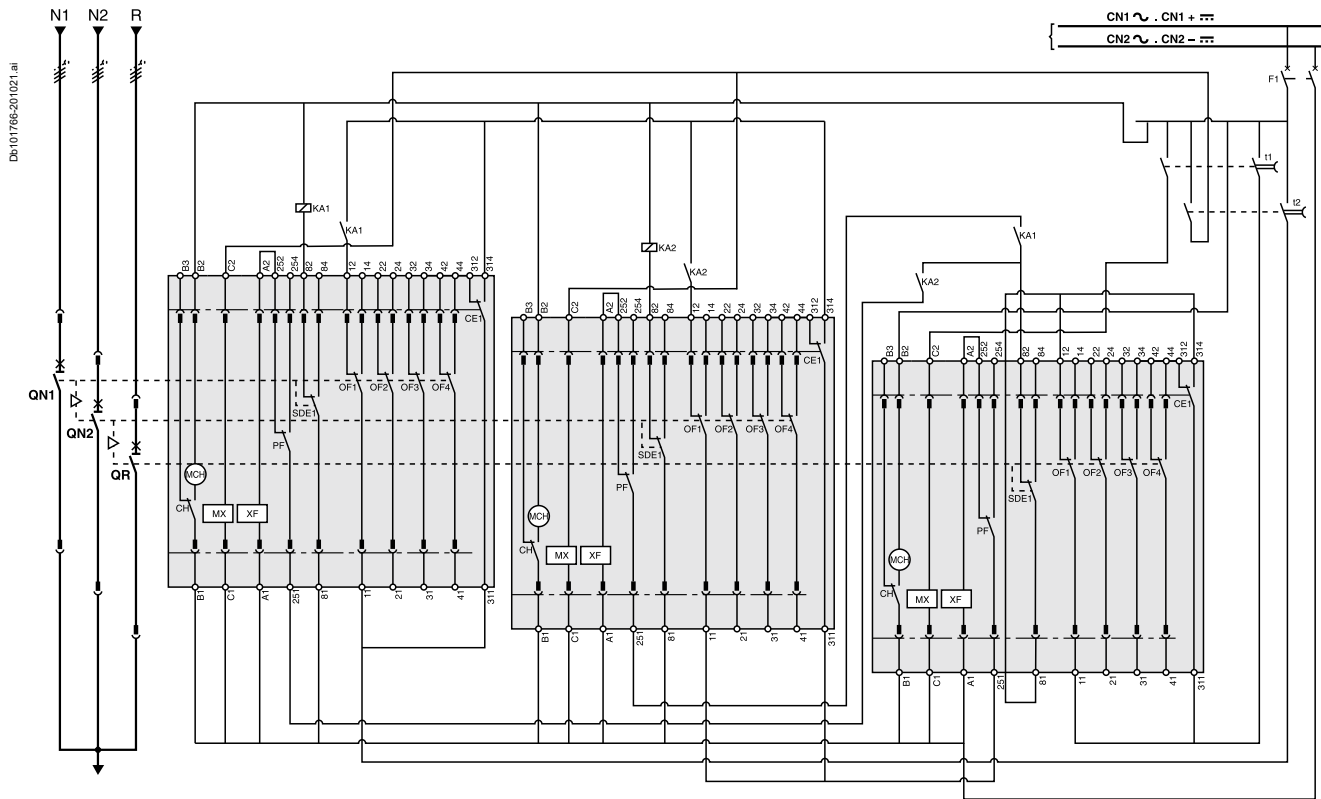 N1 N2 R
CN1 ∿ . CN1 + ⎓
CN2 ∿ . CN2 – ⎓
Db101766-201021.ai
F1
t1
t2
KA1
KA1
KA2
KA2
KA1
KA2
B3 B2 C2 A2 252 254 82 84 12 14 22 24 32 34 42 44 312 314
CE1
OF1 OF2 OF3 OF4
SDE1
PF
MCH
CH
MX XF
B1 C1 A1 251 81 11 21 31 41 311
B3 B2 C2 A2 252 254 82 84 12 14 22 24 32 34 42 44 312 314
CE1
OF1 OF2 OF3 OF4
SDE1
PF
MCH
CH
MX XF
B1 C1 A1 251 81 11 21 31 41 311
B3 B2 C2 A2 252 254 82 84 12 14 22 24 32 34 42 44 312 314
CE1
OF1 OF2 OF3 OF4
SDE1
PF
MCH
CH
MX XF
B1 C1 A1 251 81 11 21 31 41 311
QN1
QN2
QR